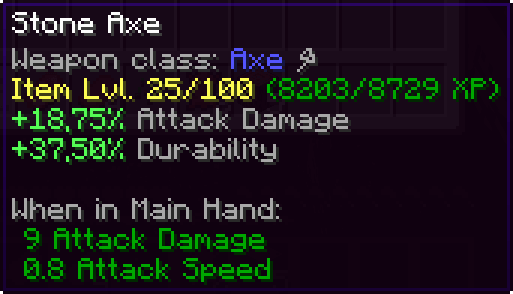 Stone Axe
Weapon class: Axe 🪓
Item Lvl. 25/100 (8203/8729 XP)
+18,75% Attack Damage
+37,50% Durability
When in Main Hand:
9 Attack Damage
0.8 Attack Speed